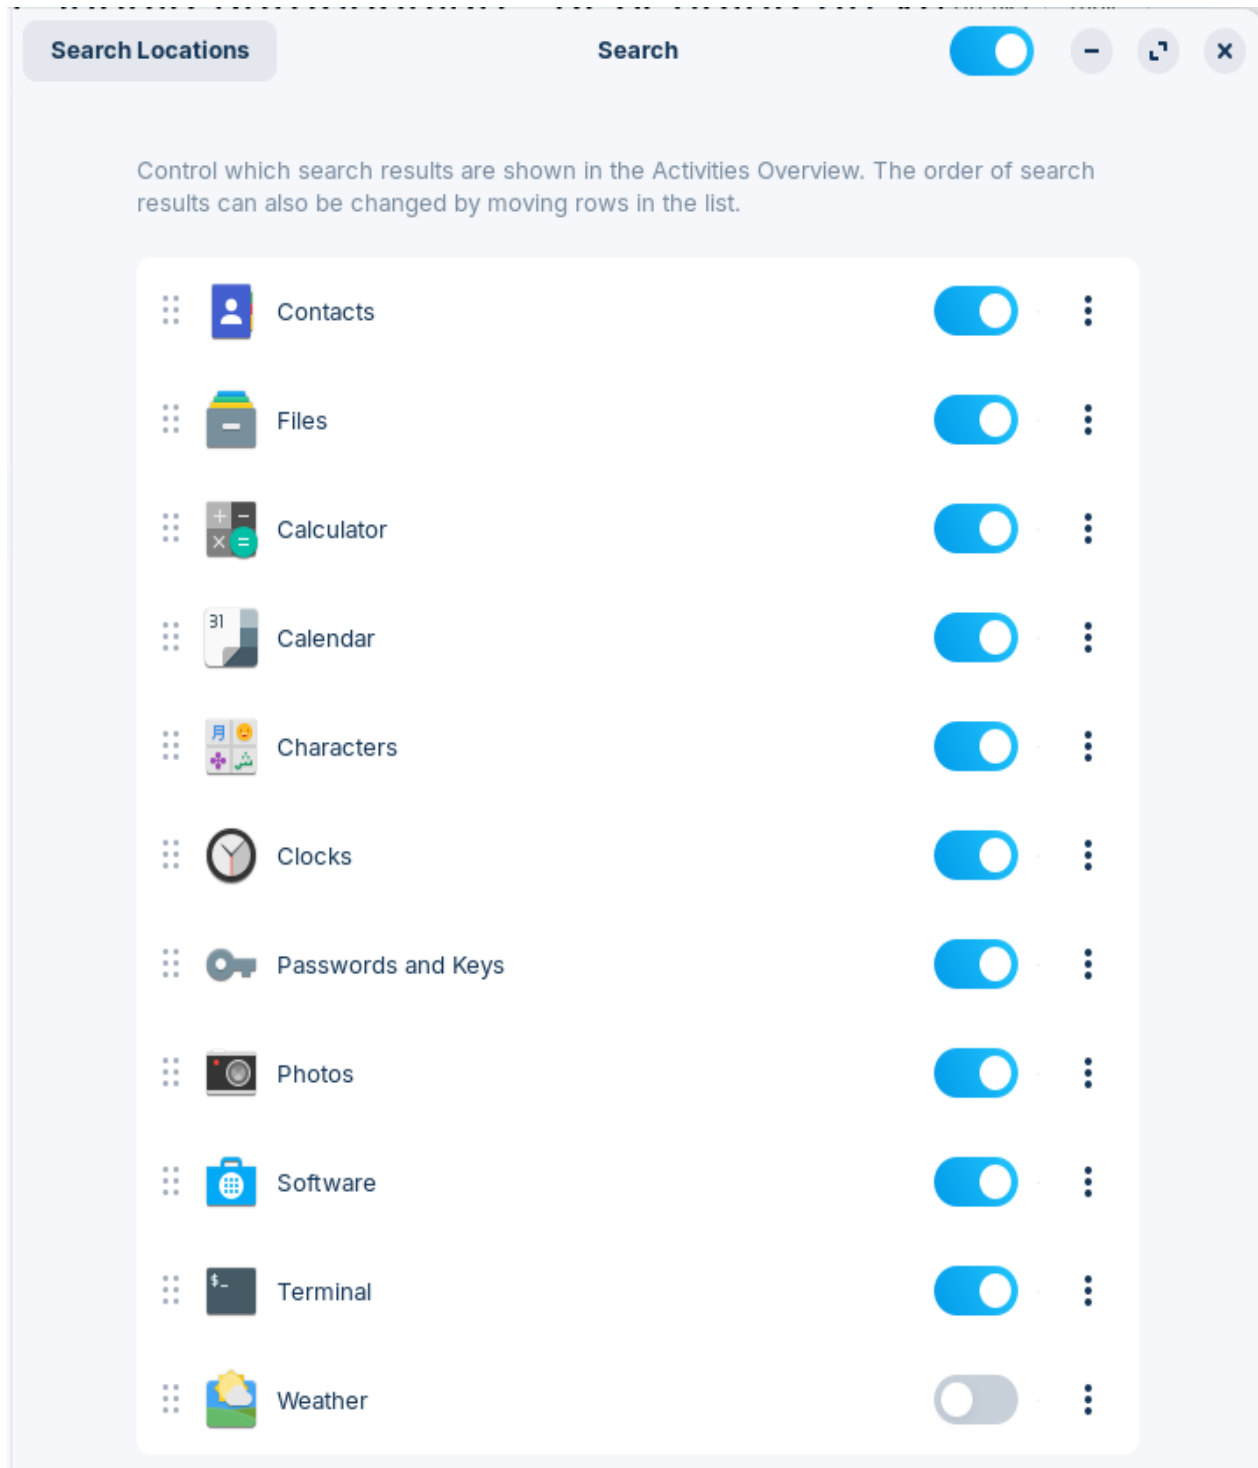 Search Locations
Search
Control which search results are shown in the Activities Overview. The order of search
results can also be changed by moving rows in the list.
Contacts
Files
Calculator
31
Calendar
月
ش
Characters
Clocks
Passwords and Keys
Photos
Software
$_
Terminal
Weather